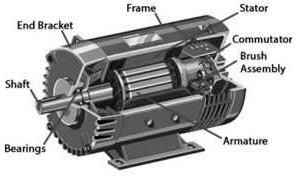 Frame
Stator
End Bracket
Commutator
Brush
Assembly
Shaft
Bearings
Armature